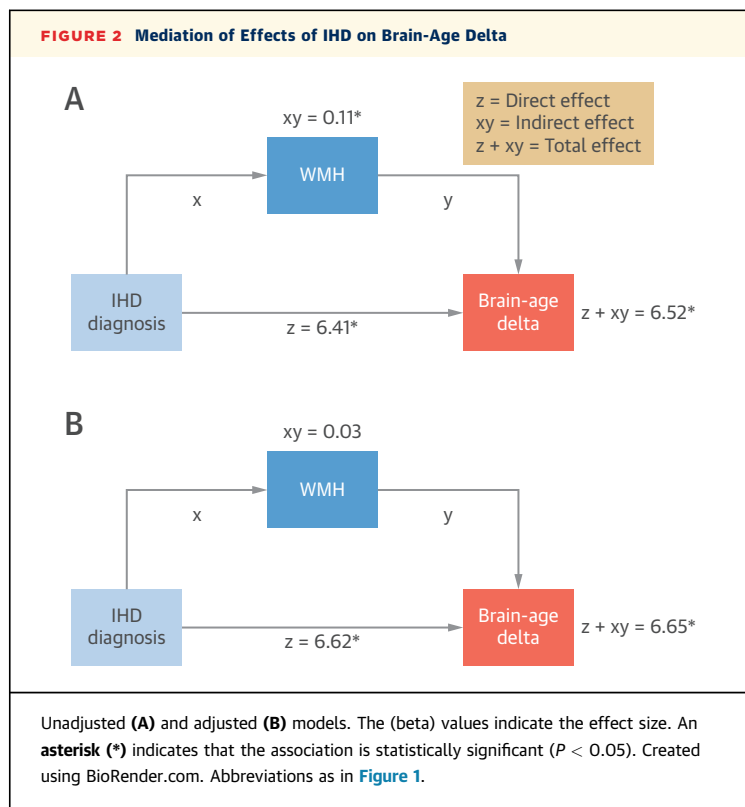 FIGURE 2 Mediation of Effects of IHD on Brain-Age Delta
A
xy = 0.11*
z = Direct effect
xy = Indirect effect
z + xy = Total effect
WMH
x
y
IHD
diagnosis
z = 6.41*
Brain-age
delta
z + xy = 6.52*
B
xy = 0.03
WMH
x
y
IHD
diagnosis
z = 6.62*
Brain-age
delta
z + xy = 6.65*
Unadjusted (A) and adjusted (B) models. The (beta) values indicate the effect size. An
asterisk (*) indicates that the association is statistically significant (P < 0.05). Created
using BioRender.com. Abbreviations as in Figure 1.